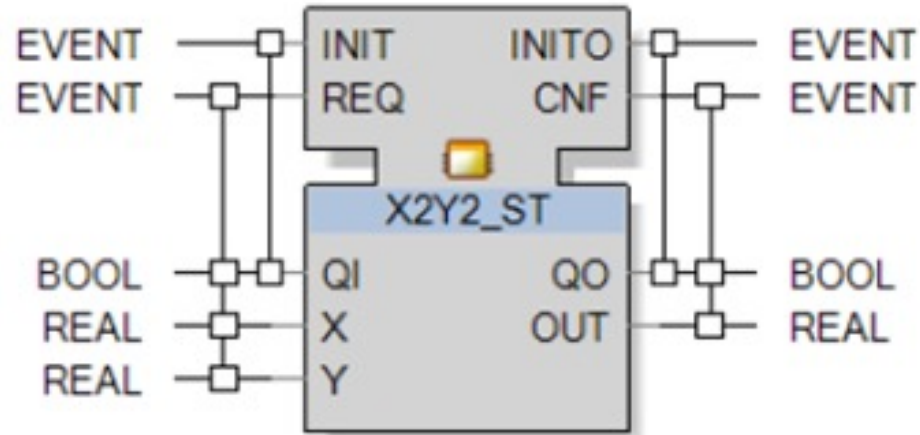 EVENT INIT INITO EVENT
EVENT REQ CNF EVENT
X2Y2_ST
BOOL QI QO BOOL
REAL X OUT REAL
REAL Y